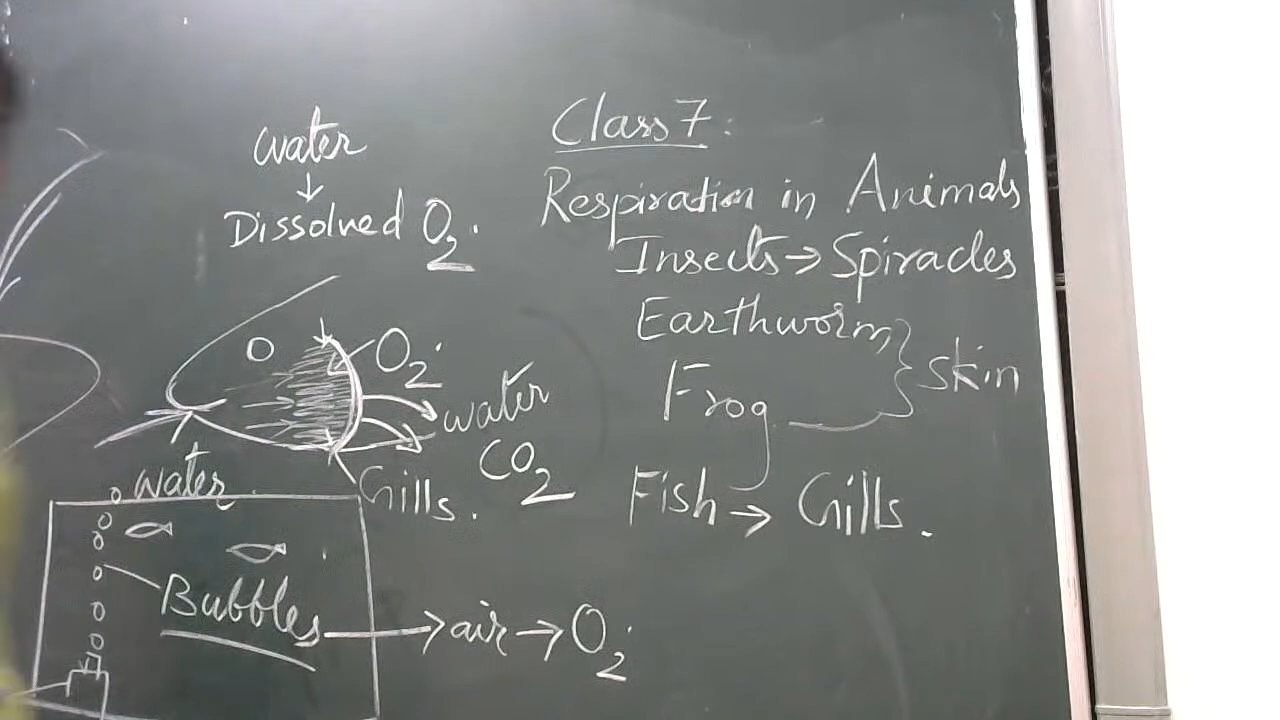 Class 7.
Respiration in Animals
Insects → Spiracles
Earthworm } Skin
Frog
Fish → Gills.
water
↓
Dissolved O₂.
O₂.
water
CO₂
Gills.
water.
Bubbles → air → O₂.